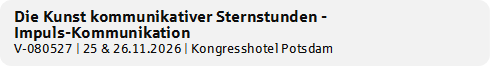 Die Kunst kommunikativer Sternstunden -
Impuls-Kommunikation
V-080527 | 25 & 26.11.2026 | Kongresshotel Potsdam